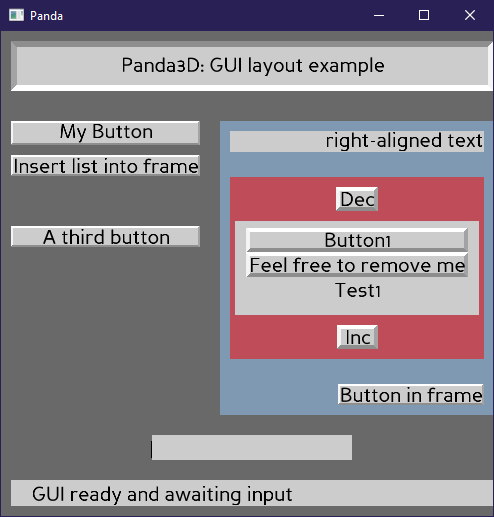 Panda
Panda3D: GUI layout example
My Button
right-aligned text
Insert list into frame
Dec
A third button
Button1
Feel free to remove me
Test1
Inc
Button in frame
GUI ready and awaiting input